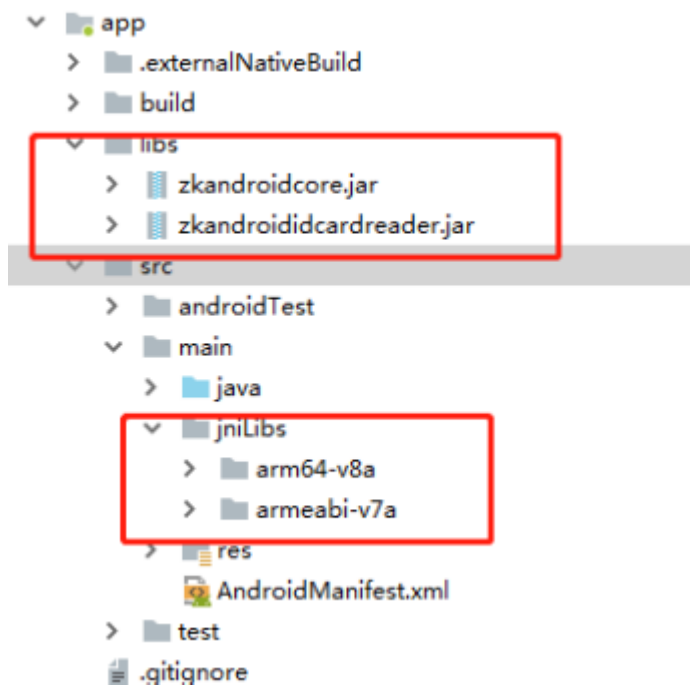 app
.externalNativeBuild
build
libs
zkandroidcore.jar
zkandroididcardreader.jar
src
androidTest
main
java
jniLibs
arm64-v8a
armeabi-v7a
res
AndroidManifest.xml
test
.gitignore